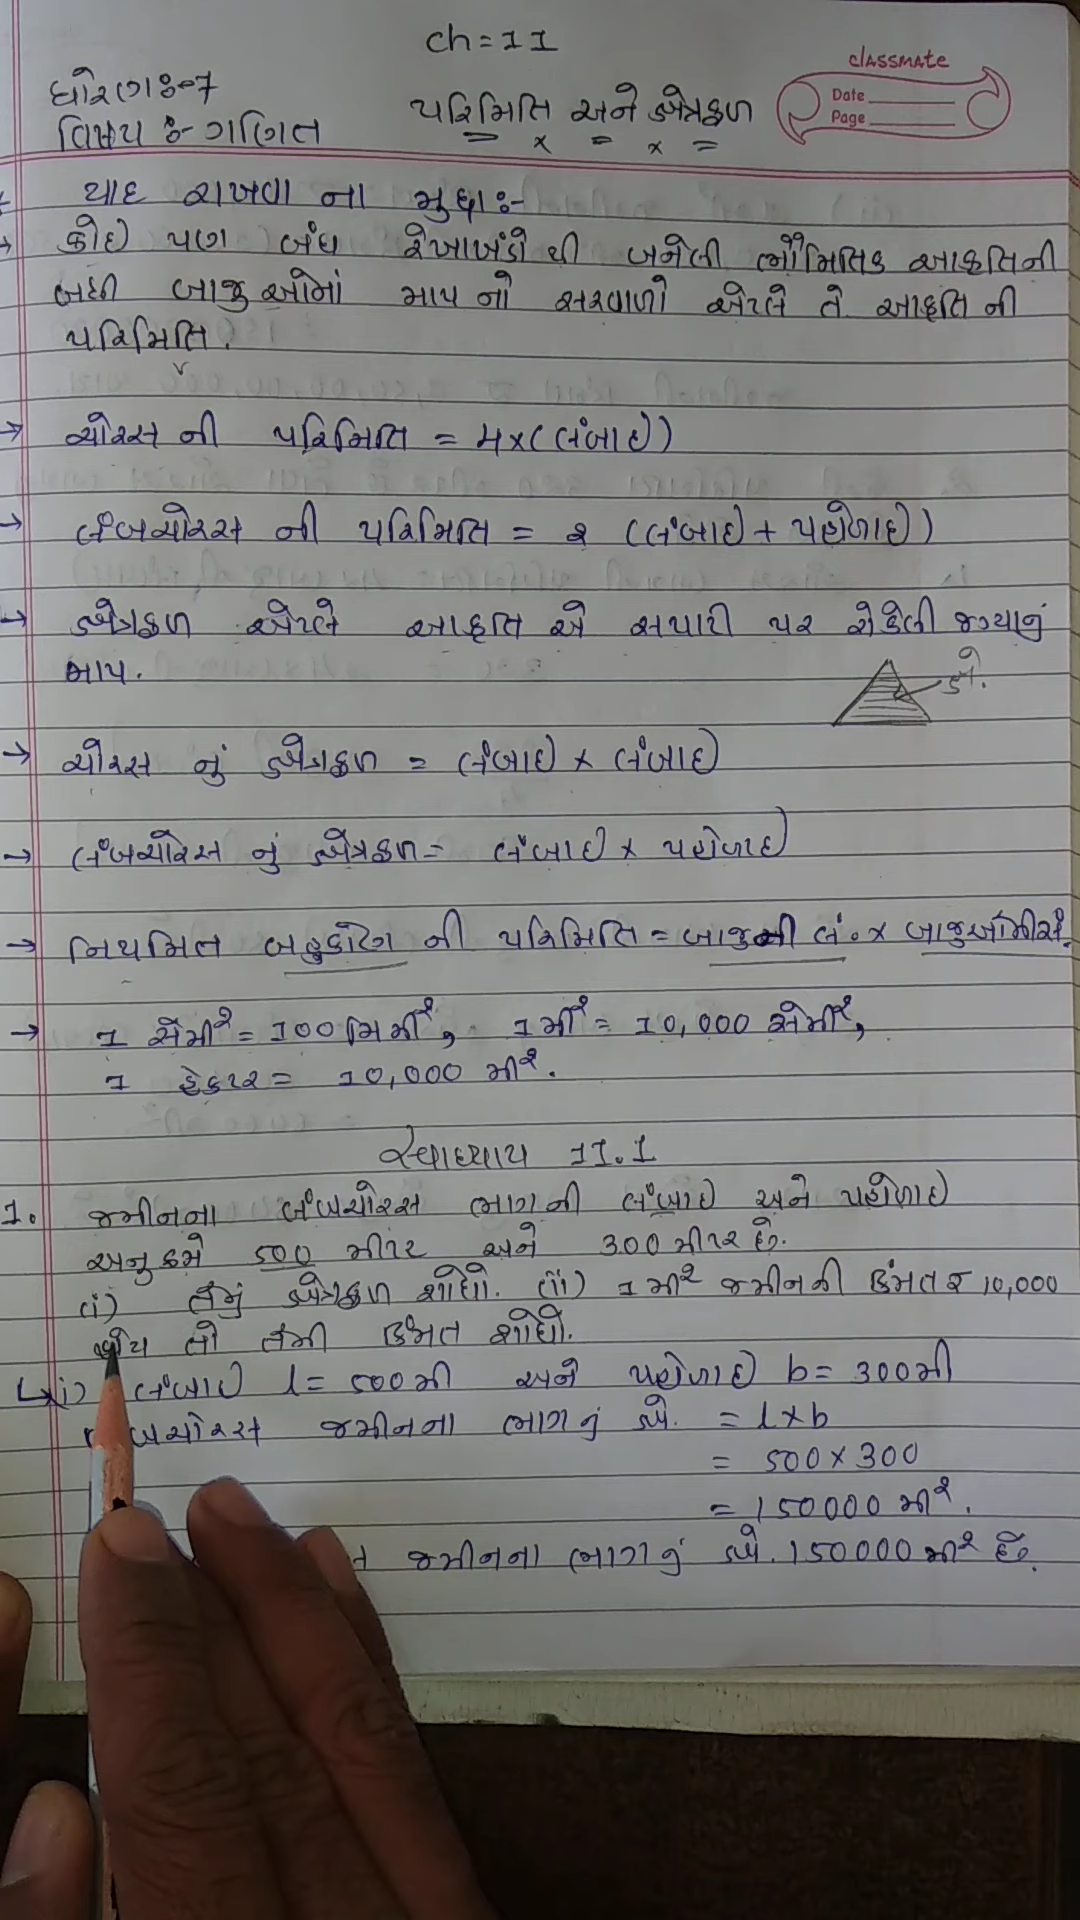 ch = 11
classmate
Date
Page
ધોરણ :- 7
પરિમિતિ અને ક્ષેત્રફળ
વિષય :- ગણિત
યાદ રાખવા ના મુદ્દા :-
→ કોઈ પણ બંધ રેખાખંડો થી બનેલી ભૌમિતિક આકૃતિની
બધી બાજુઓમાં માપ નો સરવાળો એટલે તે આકૃતિ ની
પરિમિતિ.
→ ચોરસ ની પરિમિતિ = 4 × (લંબાઈ)
→ લંબચોરસ ની પરિમિતિ = ૨ (લંબાઈ + પહોળાઈ)
→ ક્ષેત્રફળ એટલે આકૃતિ એ સપાટી પર રોકેલી જગ્યાનું
માપ.
ક્ષે.
→ ચોરસ નું ક્ષેત્રફળ = લંબાઈ × લંબાઈ
→ લંબચોરસ નું ક્ષેત્રફળ = લંબાઈ × પહોળાઈ
→ નિયમિત બહુકોણ ની પરિમિતિ = બાજુની લં. × બાજુઓની સં.
→ 1 સેમી² = 100 મિમી², 1 મી² = 10,000 સેમી²,
1 હેક્ટર = 10,000 મી².
સ્વાધ્યાય 11.1
1. જમીનના લંબચોરસ ભાગની લંબાઈ અને પહોળાઈ
અનુક્રમે 500 મીટર અને 300 મીટર છે.
(i) તેનું ક્ષેત્રફળ શોધો. (ii) 1 મી² જમીનની કિંમત ₹ 10,000
હોય તો તેની કિંમત શોધો.
↳ i) લંબાઈ l = 500 મી અને પહોળાઈ b = 300 મી
લંબચોરસ જમીનના ભાગનું ક્ષે. = l × b
= 500 × 300
= 150000 મી².
જમીનના ભાગનું ક્ષે. 150000 મી² છે.